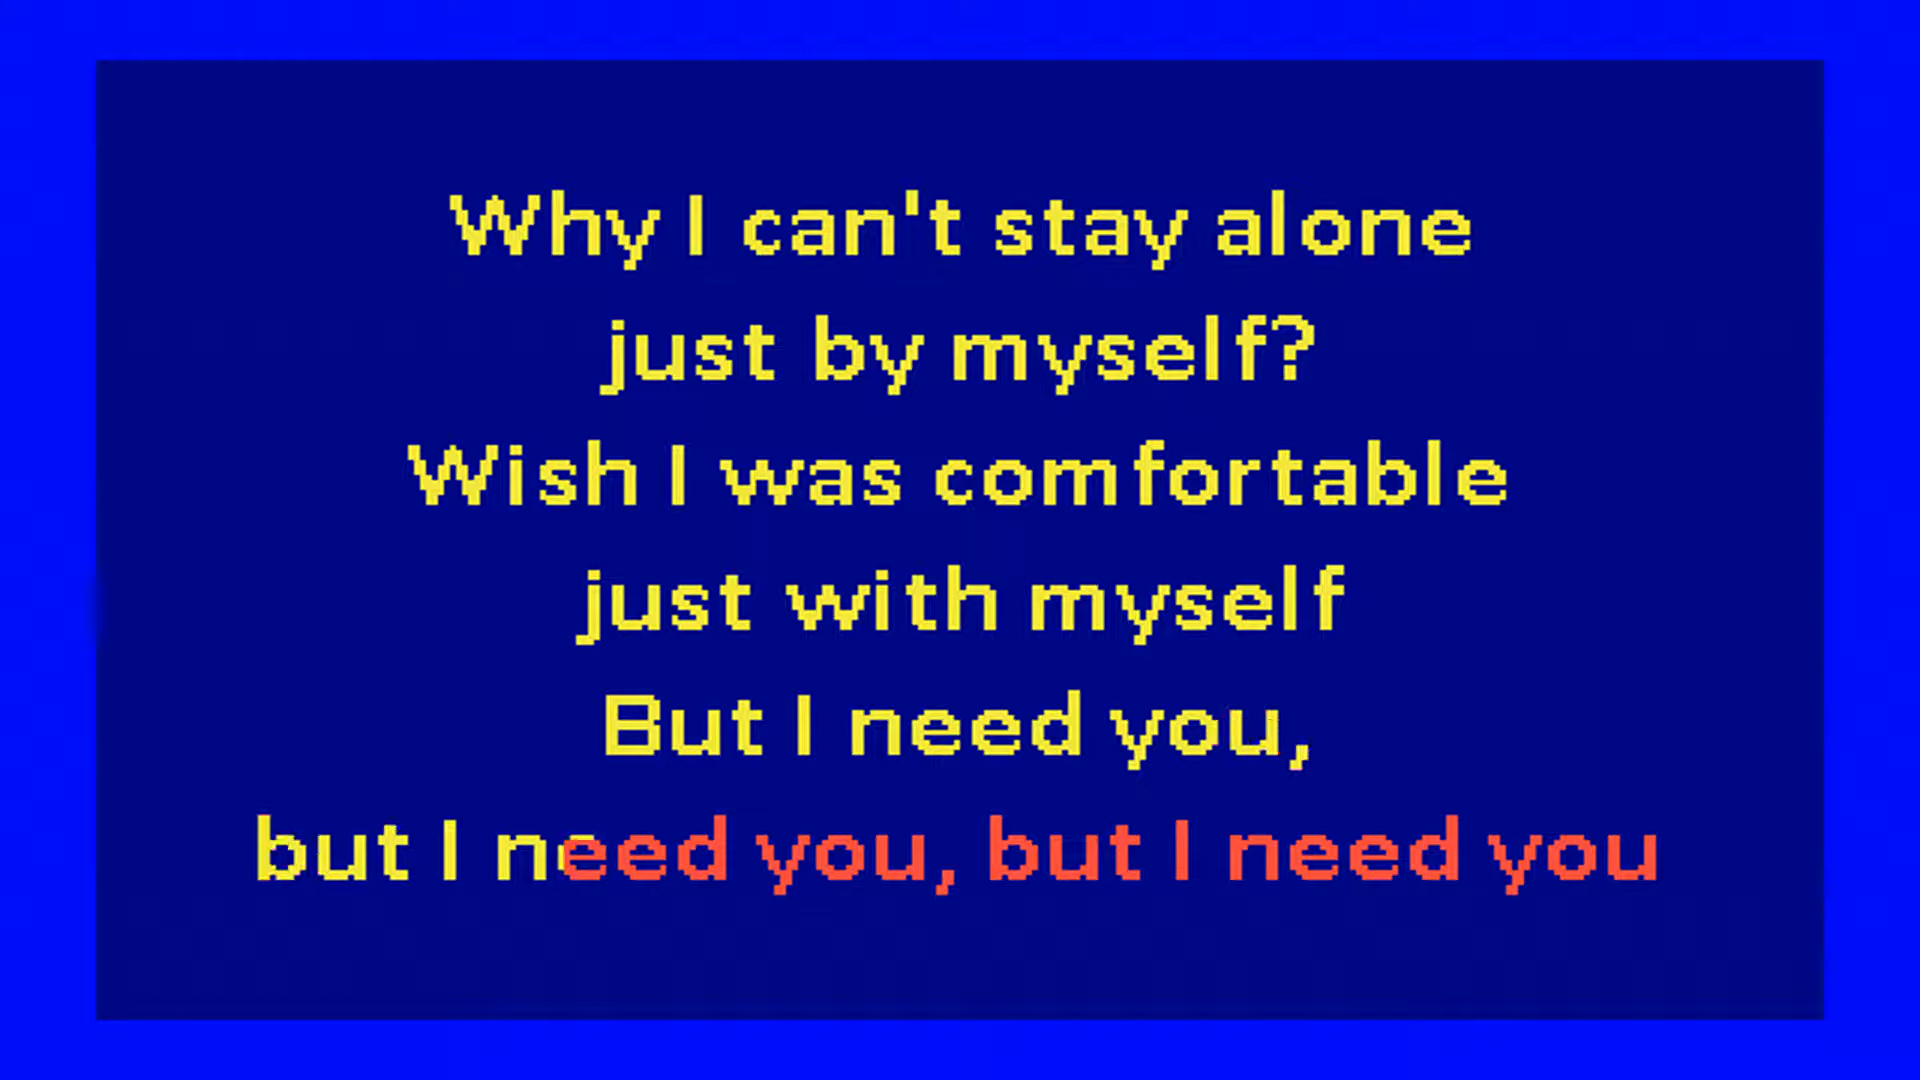 Why I can't stay alone
just by myself?
Wish I was comfortable
just with myself
But I need you,
but I need you, but I need you